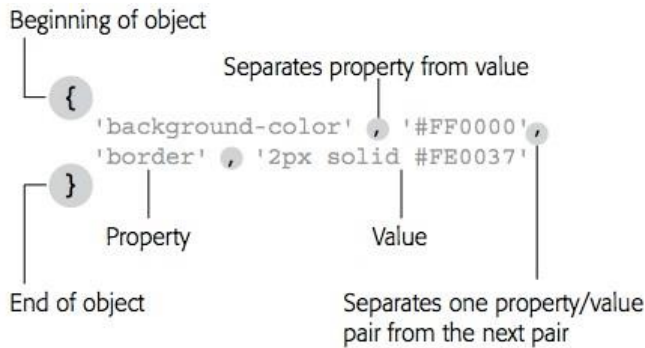 Beginning of object
Separates property from value
{
'background-color' , '#FF0000',
'border' , '2px solid #FE0037'
}
Property
Value
End of object
Separates one property/value
pair from the next pair